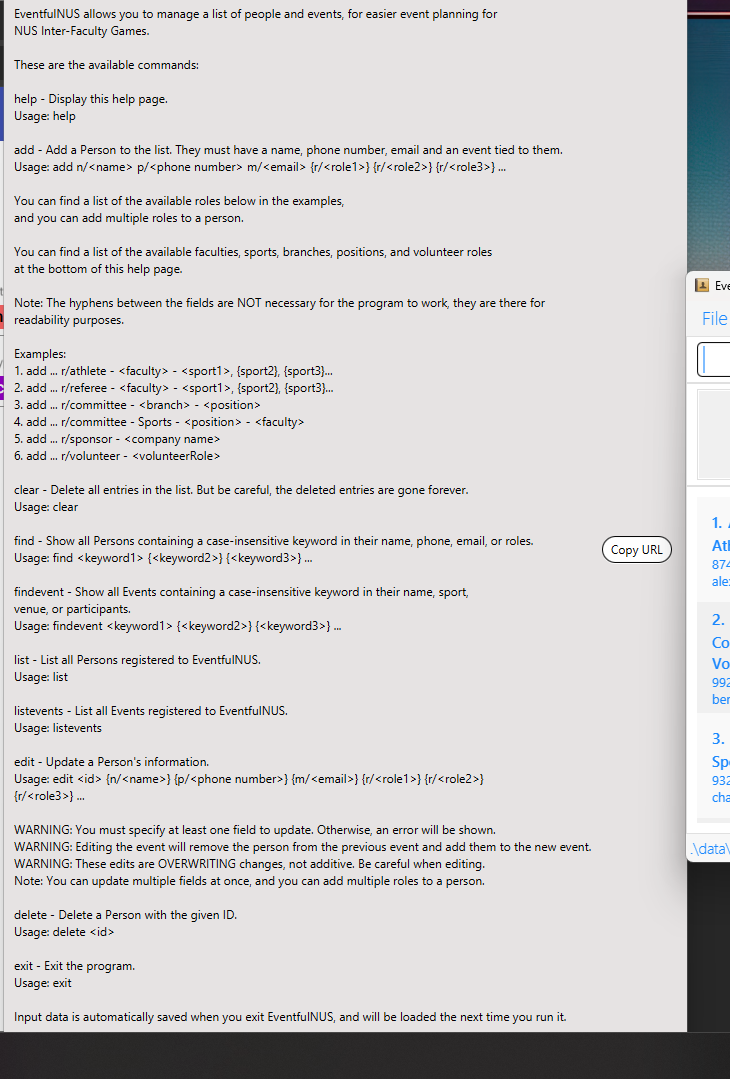 EventfulNUS allows you to manage a list of people and events, for easier event planning for
NUS Inter-Faculty Games.
These are the available commands:
help - Display this help page.
Usage: help
add - Add a Person to the list. They must have a name, phone number, email and an event tied to them.
Usage: add n/<name> p/<phone number> m/<email> {r/<role1>} {r/<role2>} {r/<role3>} ...
You can find a list of the available roles below in the examples,
and you can add multiple roles to a person.
You can find a list of the available faculties, sports, branches, positions, and volunteer roles
at the bottom of this help page.
Note: The hyphens between the fields are NOT necessary for the program to work, they are there for
readability purposes.
Examples:
1. add ... r/athlete - <faculty> - <sport1>, {sport2}, {sport3}...
2. add ... r/referee - <faculty> - <sport1>, {sport2}, {sport3}...
3. add ... r/committee - <branch> - <position>
4. add ... r/committee - Sports - <position> - <faculty>
5. add ... r/sponsor - <company name>
6. add ... r/volunteer - <volunteerRole>
clear - Delete all entries in the list. But be careful, the deleted entries are gone forever.
Usage: clear
find - Show all Persons containing a case-insensitive keyword in their name, phone, email, or roles.
Usage: find <keyword1> {<keyword2>} {<keyword3>} ...
findevent - Show all Events containing a case-insensitive keyword in their name, sport,
venue, or participants.
Usage: findevent <keyword1> {<keyword2>} {<keyword3>} ...
list - List all Persons registered to EventfulNUS.
Usage: list
listevents - List all Events registered to EventfulNUS.
Usage: listevents
edit - Update a Person's information.
Usage: edit <id> {n/<name>} {p/<phone number>} {m/<email>} {r/<role1>} {r/<role2>}
{r/<role3>} ...
WARNING: You must specify at least one field to update. Otherwise, an error will be shown.
WARNING: Editing the event will remove the person from the previous event and add them to the new event.
WARNING: These edits are OVERWRITING changes, not additive. Be careful when editing.
Note: You can update multiple fields at once, and you can add multiple roles to a person.
delete - Delete a Person with the given ID.
Usage: delete <id>
exit - Exit the program.
Usage: exit
Input data is automatically saved when you exit EventfulNUS, and will be loaded the next time you run it.
Copy URL
Eve
File
1.
Ath
874
ale
2.
Co
Vo
992
ber
3.
Spe
932
cha
.\data\